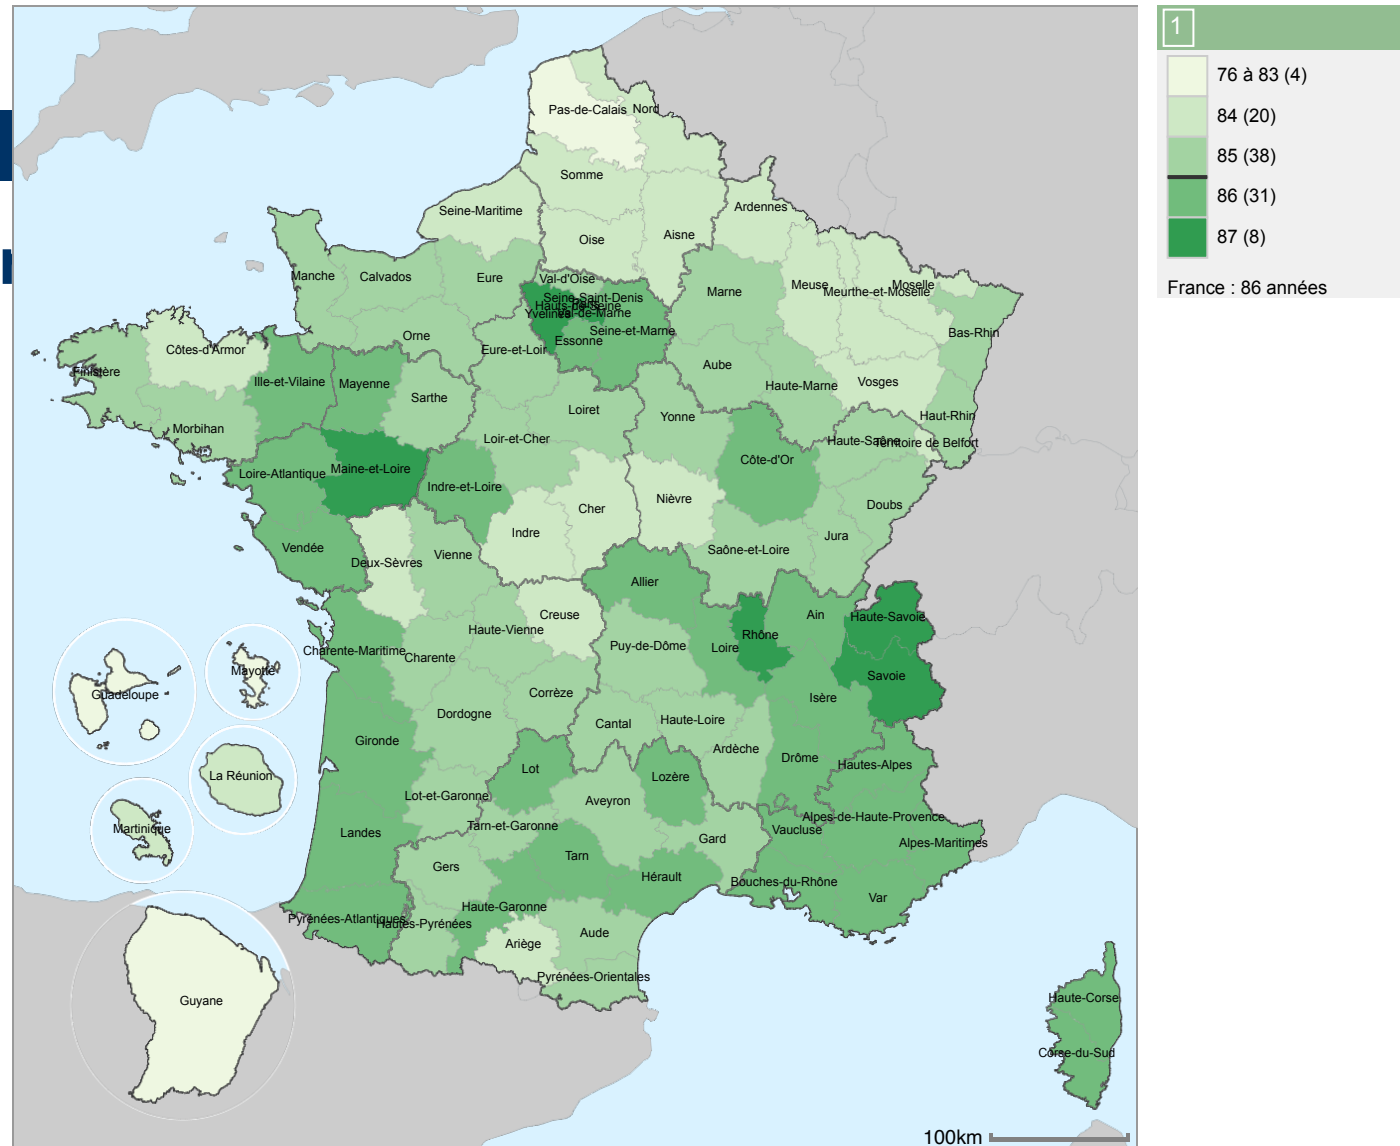 1
76 à 83 (4)
84 (20)
85 (38)
86 (31)
87 (8)
France : 86 années
Pas-de-Calais
Nord
Somme
Seine-Maritime
Ardennes
Oise
Aisne
Manche
Calvados
Eure
Val-d'Oise
Marne
Meuse
Moselle
Meurthe-et-Moselle
Seine-Saint-Denis
Paris
Hauts-de-Seine
Yvelines
Val-de-Marne
Seine-et-Marne
Essonne
Bas-Rhin
Orne
Eure-et-Loir
Côtes-d'Armor
Finistère
Ille-et-Vilaine
Mayenne
Sarthe
Aube
Haute-Marne
Vosges
Loiret
Yonne
Haut-Rhin
Morbihan
Loir-et-Cher
Haute-Saône
Territoire de Belfort
Loire-Atlantique
Maine-et-Loire
Indre-et-Loire
Côte-d'Or
Nièvre
Doubs
Cher
Indre
Jura
Vendée
Deux-Sèvres
Vienne
Saône-et-Loire
Allier
Creuse
Ain
Haute-Savoie
Haute-Vienne
Rhône
Puy-de-Dôme
Loire
Charente-Maritime
Charente
Savoie
Mayotte
Guadeloupe
Corrèze
Isère
Dordogne
Cantal
Haute-Loire
Gironde
Ardèche
Drôme
Hautes-Alpes
La Réunion
Lot
Lozère
Lot-et-Garonne
Aveyron
Martinique
Landes
Tarn-et-Garonne
Alpes-de-Haute-Provence
Vaucluse
Gard
Alpes-Maritimes
Gers
Tarn
Hérault
Bouches-du-Rhône
Var
Haute-Garonne
Pyrénées-Atlantiques
Hautes-Pyrénées
Aude
Ariège
Pyrénées-Orientales
Guyane
Haute-Corse
Corse-du-Sud
100km